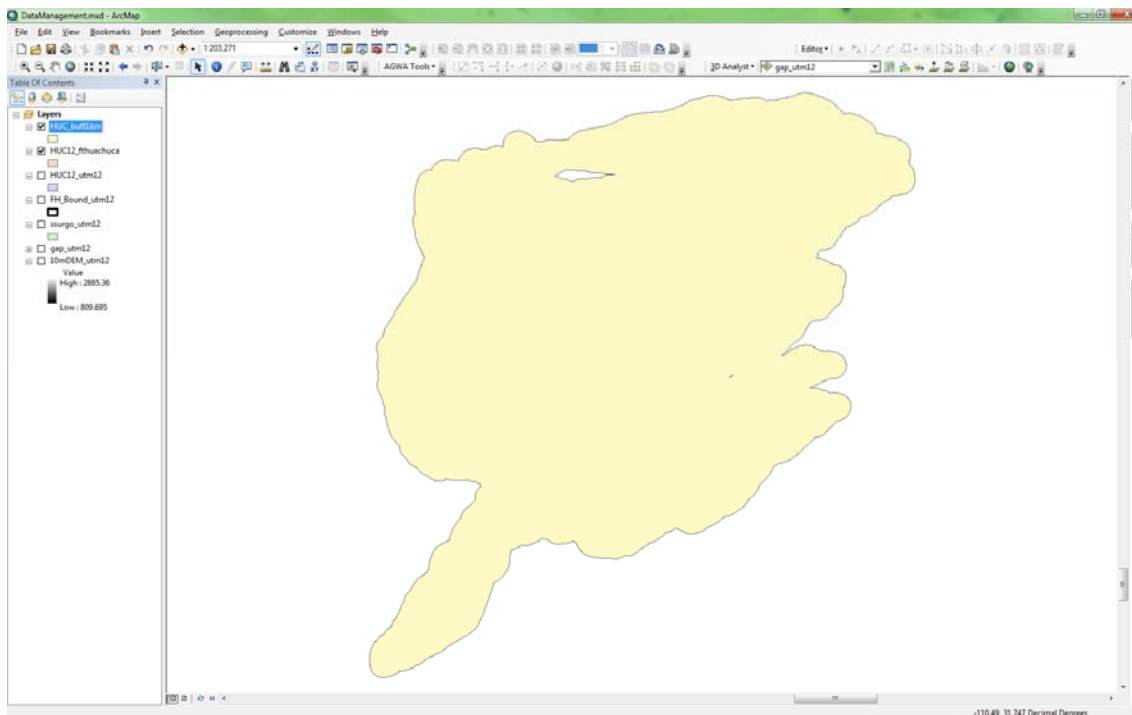 DataManagement.mxd - ArcMap
File Edit View Bookmarks Insert Selection Geoprocessing Customize Windows Help
1:203,271 Editor
AGWA Tools 3D Analyst gap_utm12
Table Of Contents
Layers
HUC_buff1km
HUC12_fthuachuca
HUC12_utm12
FH_Bound_utm12
ssurgo_utm12
gap_utm12
10mDEM_utm12
Value
High : 2885.36
Low : 809.695
-110.49 31.747 Decimal Degrees